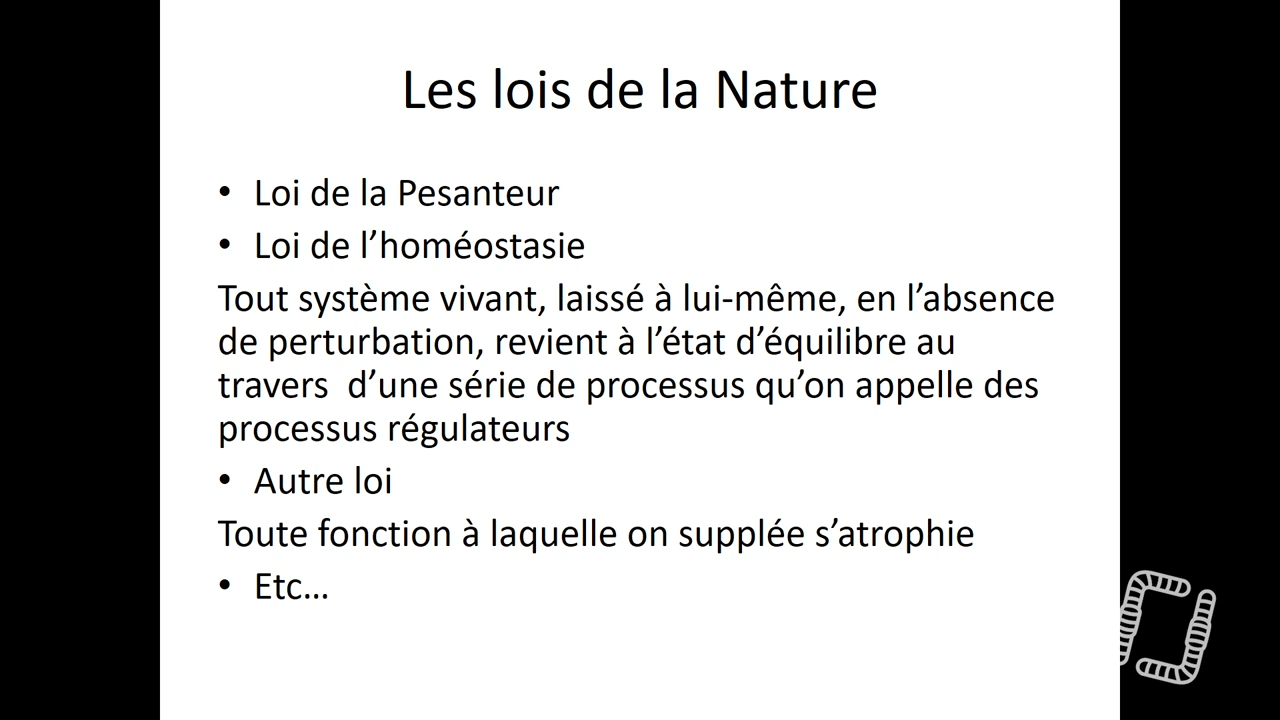 Les lois de la Nature
• Loi de la Pesanteur
• Loi de l’homéostasie
Tout système vivant, laissé à lui-même, en l’absence
de perturbation, revient à l’état d’équilibre au
travers  d’une série de processus qu’on appelle des
processus régulateurs
• Autre loi
Toute fonction à laquelle on supplée s’atrophie
• Etc…